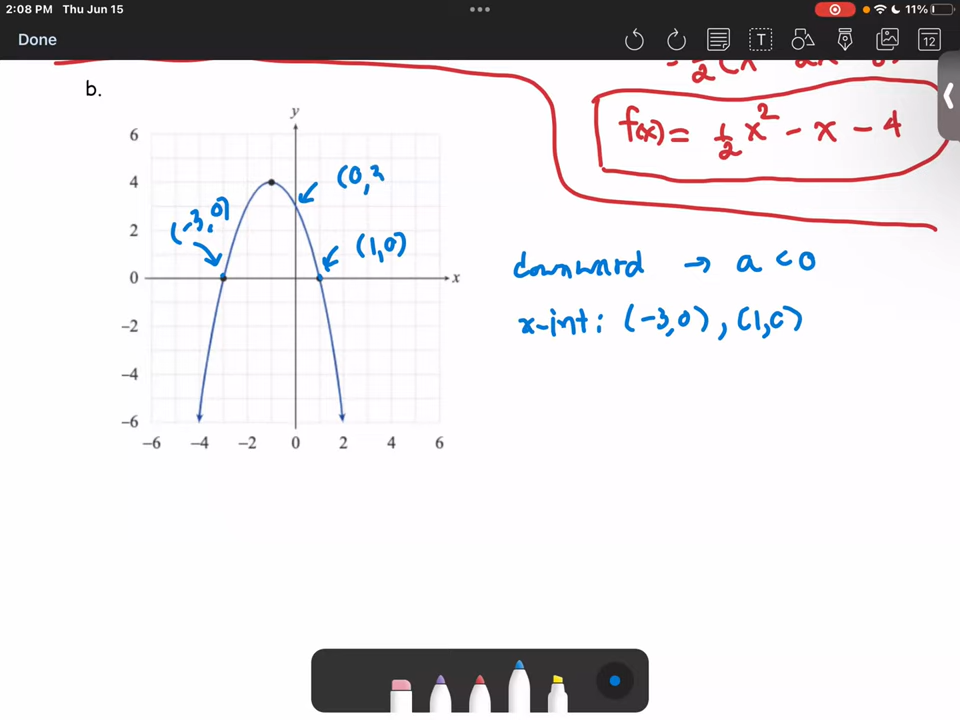 2:08 PM Thu Jun 15
11%
Done
T
12
b.
f(x) = 1/2 x² - x - 4
y
6
4
2
0
-2
-4
-6
-6 -4 -2 0 2 4 6
x
(-3,0)
(0,
(1,0)
downward → a < 0
x-int: (-3,0), (1,0)